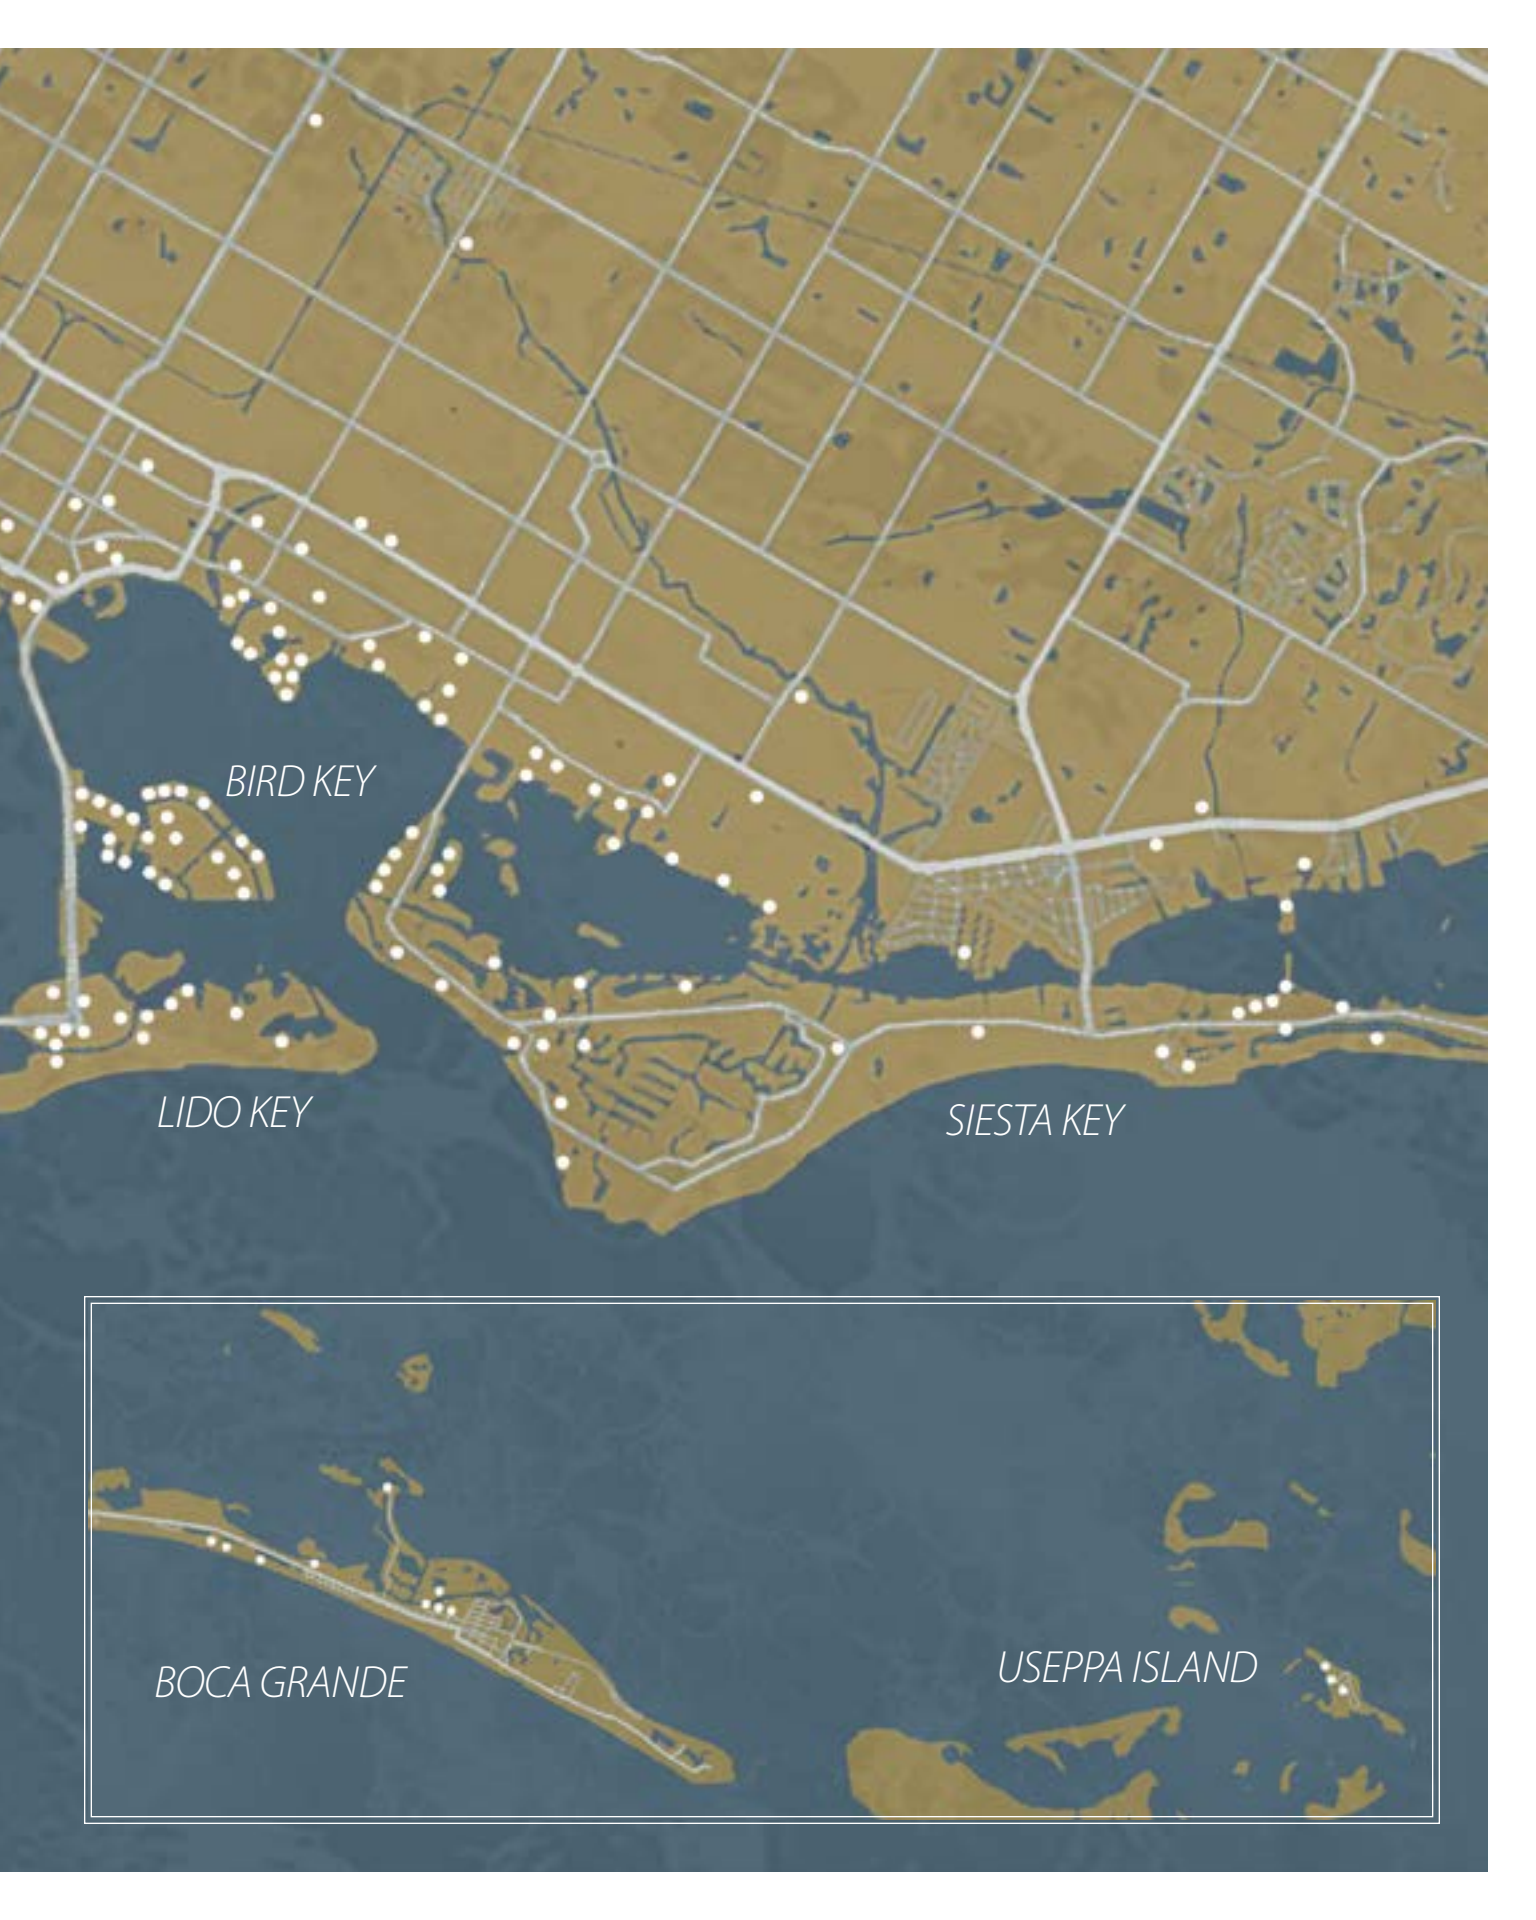 BIRD KEY
LIDO KEY
SIESTA KEY
BOCA GRANDE
USEPPA ISLAND